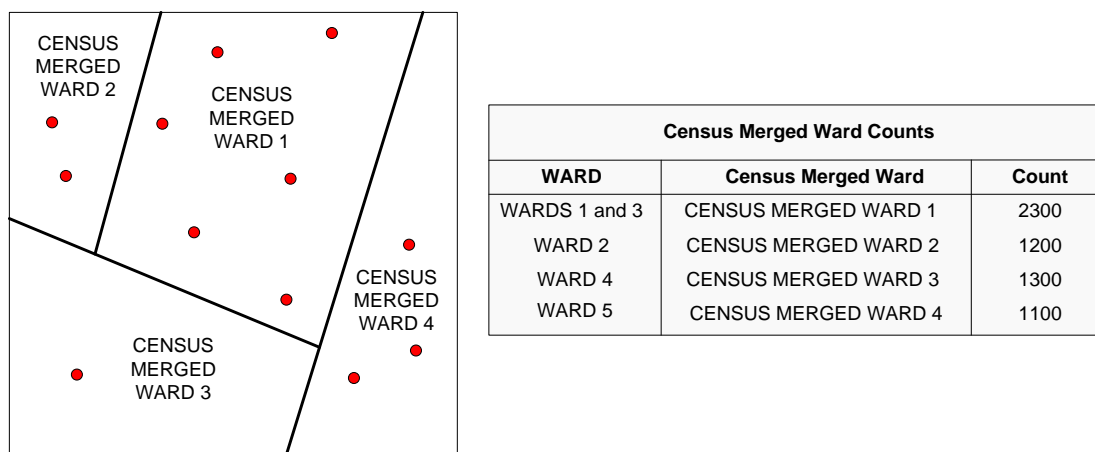 CENSUS
MERGED
WARD 2
CENSUS
MERGED
WARD 1
CENSUS
MERGED
WARD 4
CENSUS
MERGED
WARD 3
Census Merged Ward Counts
WARD Census Merged Ward Count
WARDS 1 and 3 CENSUS MERGED WARD 1 2300
WARD 2 CENSUS MERGED WARD 2 1200
WARD 4 CENSUS MERGED WARD 3 1300
WARD 5 CENSUS MERGED WARD 4 1100